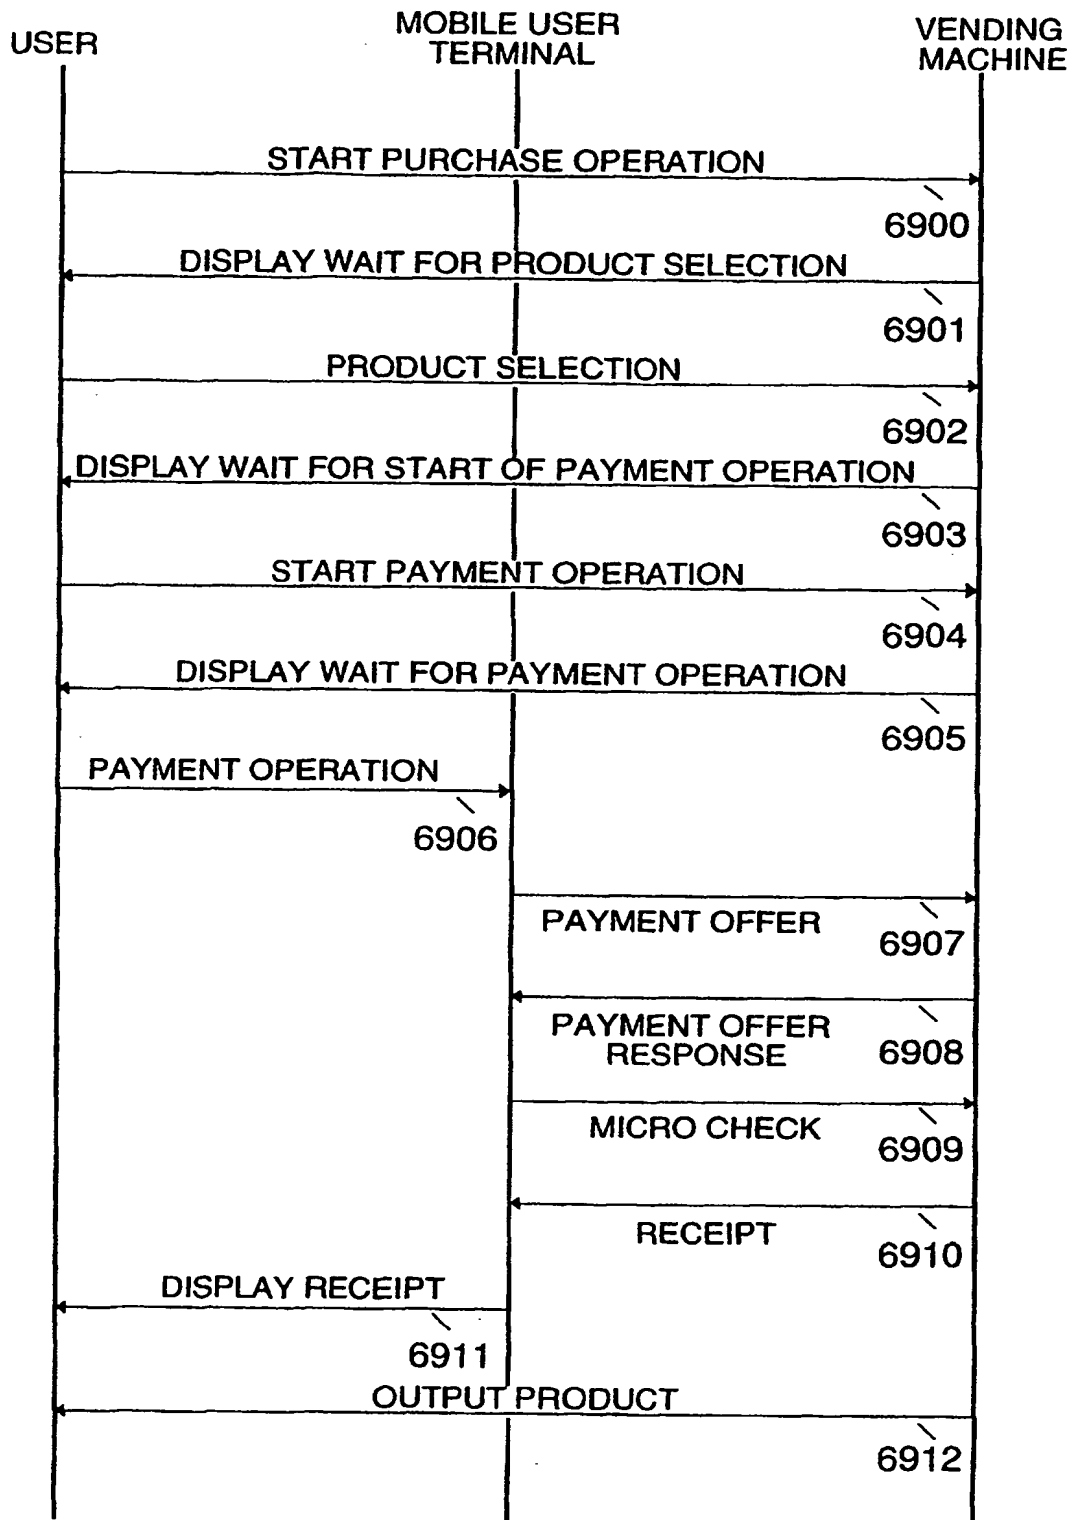 USER
MOBILE USER
TERMINAL
VENDING
MACHINE
START PURCHASE OPERATION
6900
DISPLAY WAIT FOR PRODUCT SELECTION
6901
PRODUCT SELECTION
6902
DISPLAY WAIT FOR START OF PAYMENT OPERATION
6903
START PAYMENT OPERATION
6904
DISPLAY WAIT FOR PAYMENT OPERATION
6905
PAYMENT OPERATION
6906
PAYMENT OFFER
6907
PAYMENT OFFER
RESPONSE
6908
MICRO CHECK
6909
RECEIPT
6910
DISPLAY RECEIPT
6911
OUTPUT PRODUCT
6912